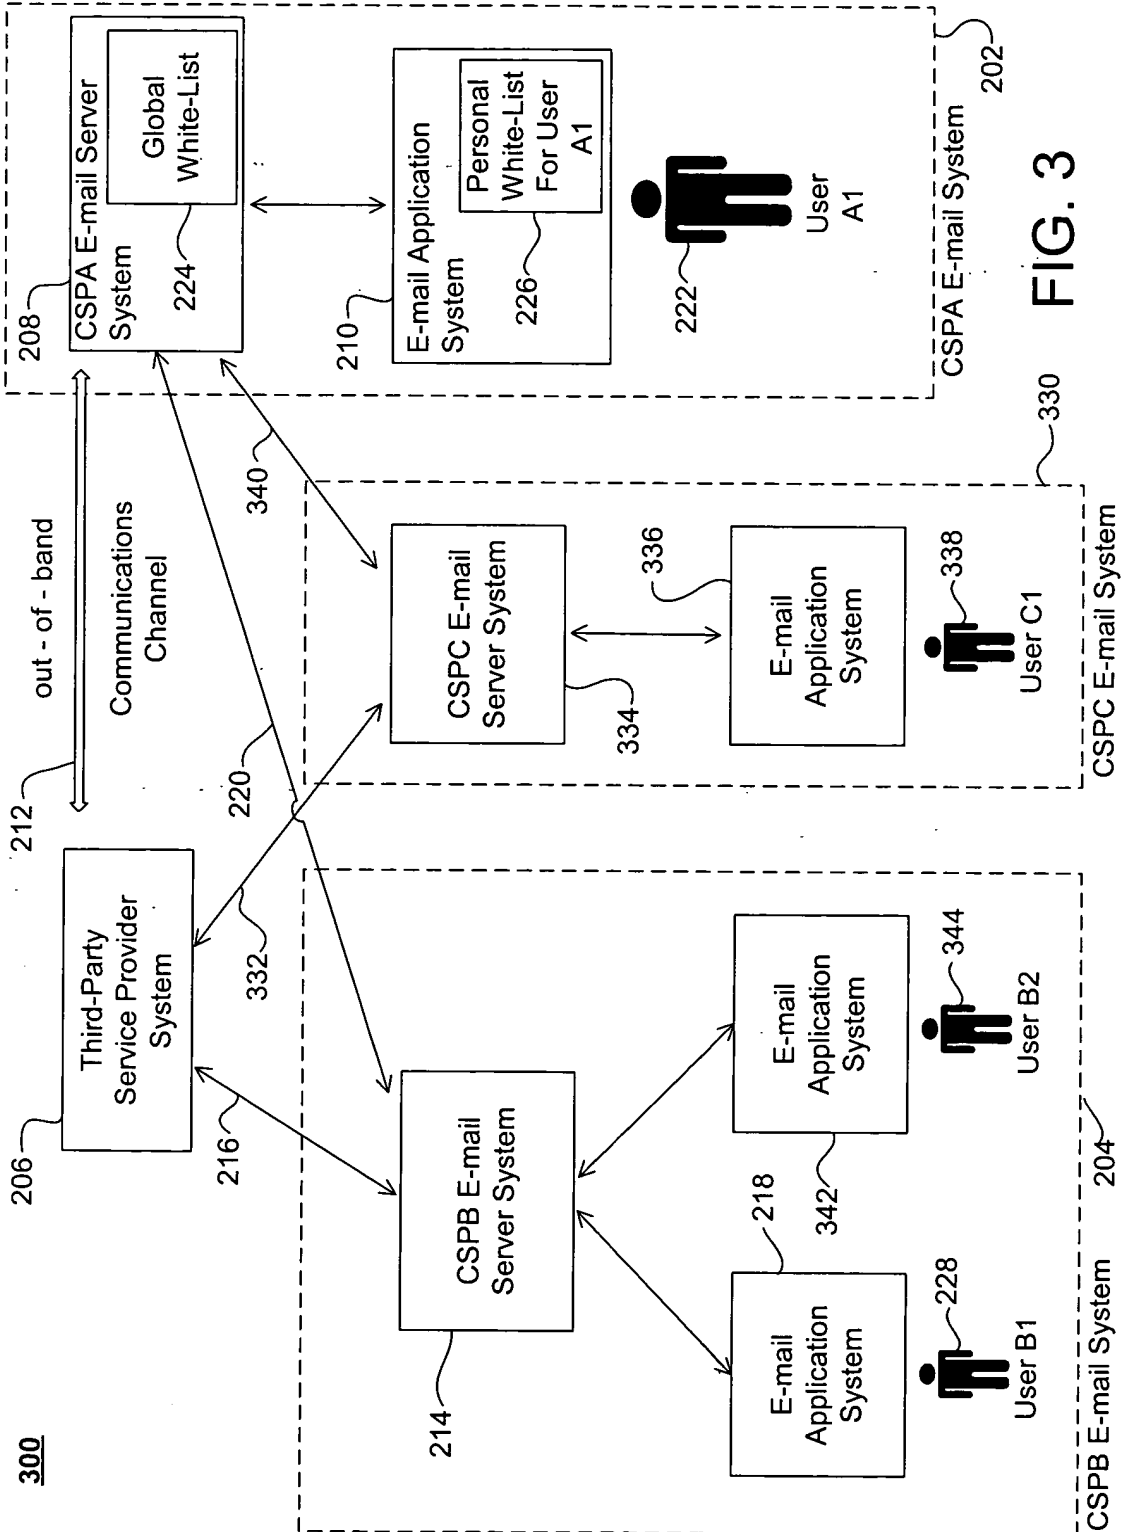 300
206
Third-Party
Service Provider
System
212
out - of - band
Communications
Channel
208
CSPA E-mail Server
System
224
Global
White-List
216
332
220
340
210
E-mail Application
System
226
Personal
White-List
For User
A1
222
User
A1
CSPA E-mail System
202
214
CSPB E-mail
Server System
218
E-mail
Application
System
228
User B1
342
E-mail
Application
System
344
User B2
CSPB E-mail System
204
CSPC E-mail
Server System
334
336
E-mail
Application
System
338
User C1
CSPC E-mail System
330
FIG. 3